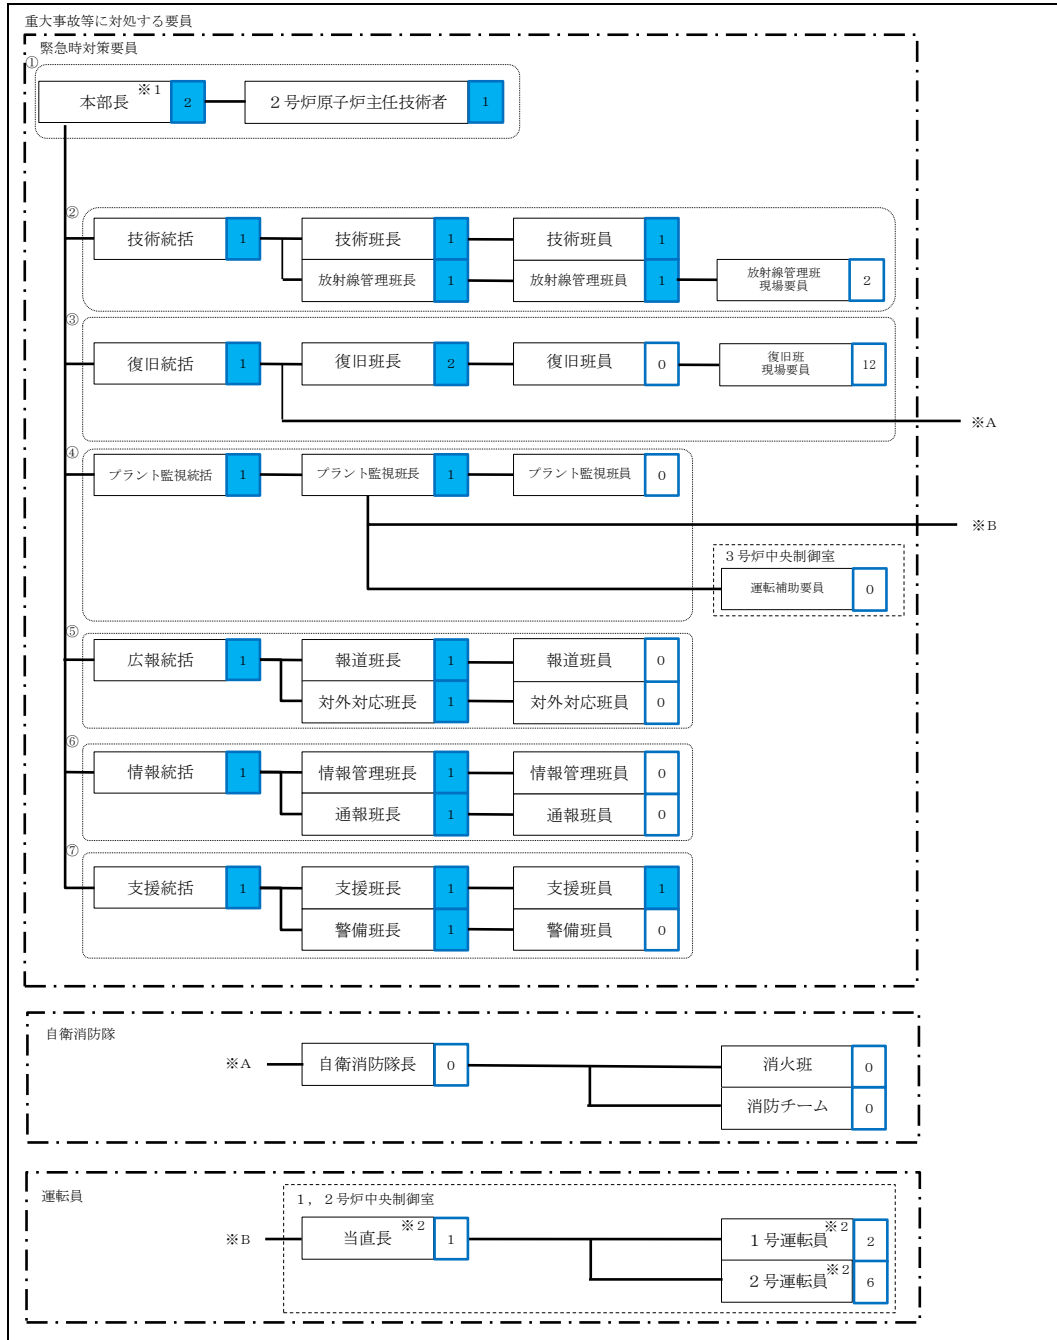 重大事故等に対処する要員
緊急時対策要員
①
本部長 ※1 2 2号炉原子炉主任技術者 1
②
技術統括 1 技術班長 1 技術班員 1
放射線管理班長 1 放射線管理班員 1 放射線管理班
現場要員 2
③
復旧統括 1 復旧班長 2 復旧班員 0 復旧班
現場要員 12
※A
④
プラント監視統括 1 プラント監視班長 1 プラント監視班員 0
※B
3号炉中央制御室
運転補助要員 0
⑤
広報統括 1 報道班長 1 報道班員 0
対外対応班長 1 対外対応班員 0
⑥
情報統括 1 情報管理班長 1 情報管理班員 0
通報班長 1 通報班員 0
⑦
支援統括 1 支援班長 1 支援班員 1
警備班長 1 警備班員 0
自衛消防隊
※A 自衛消防隊長 0 消火班 0
消防チーム 0
運転員
1,2号炉中央制御室
※B 当直長 ※2 1 1号運転員 ※2 2
2号運転員 ※2 6